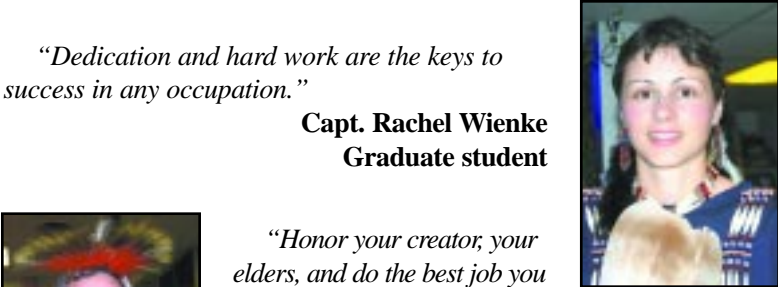 “Dedication and hard work are the keys to
success in any occupation.”
Capt. Rachel Wienke
Graduate student
“Honor your creator, your
elders, and do the best job you